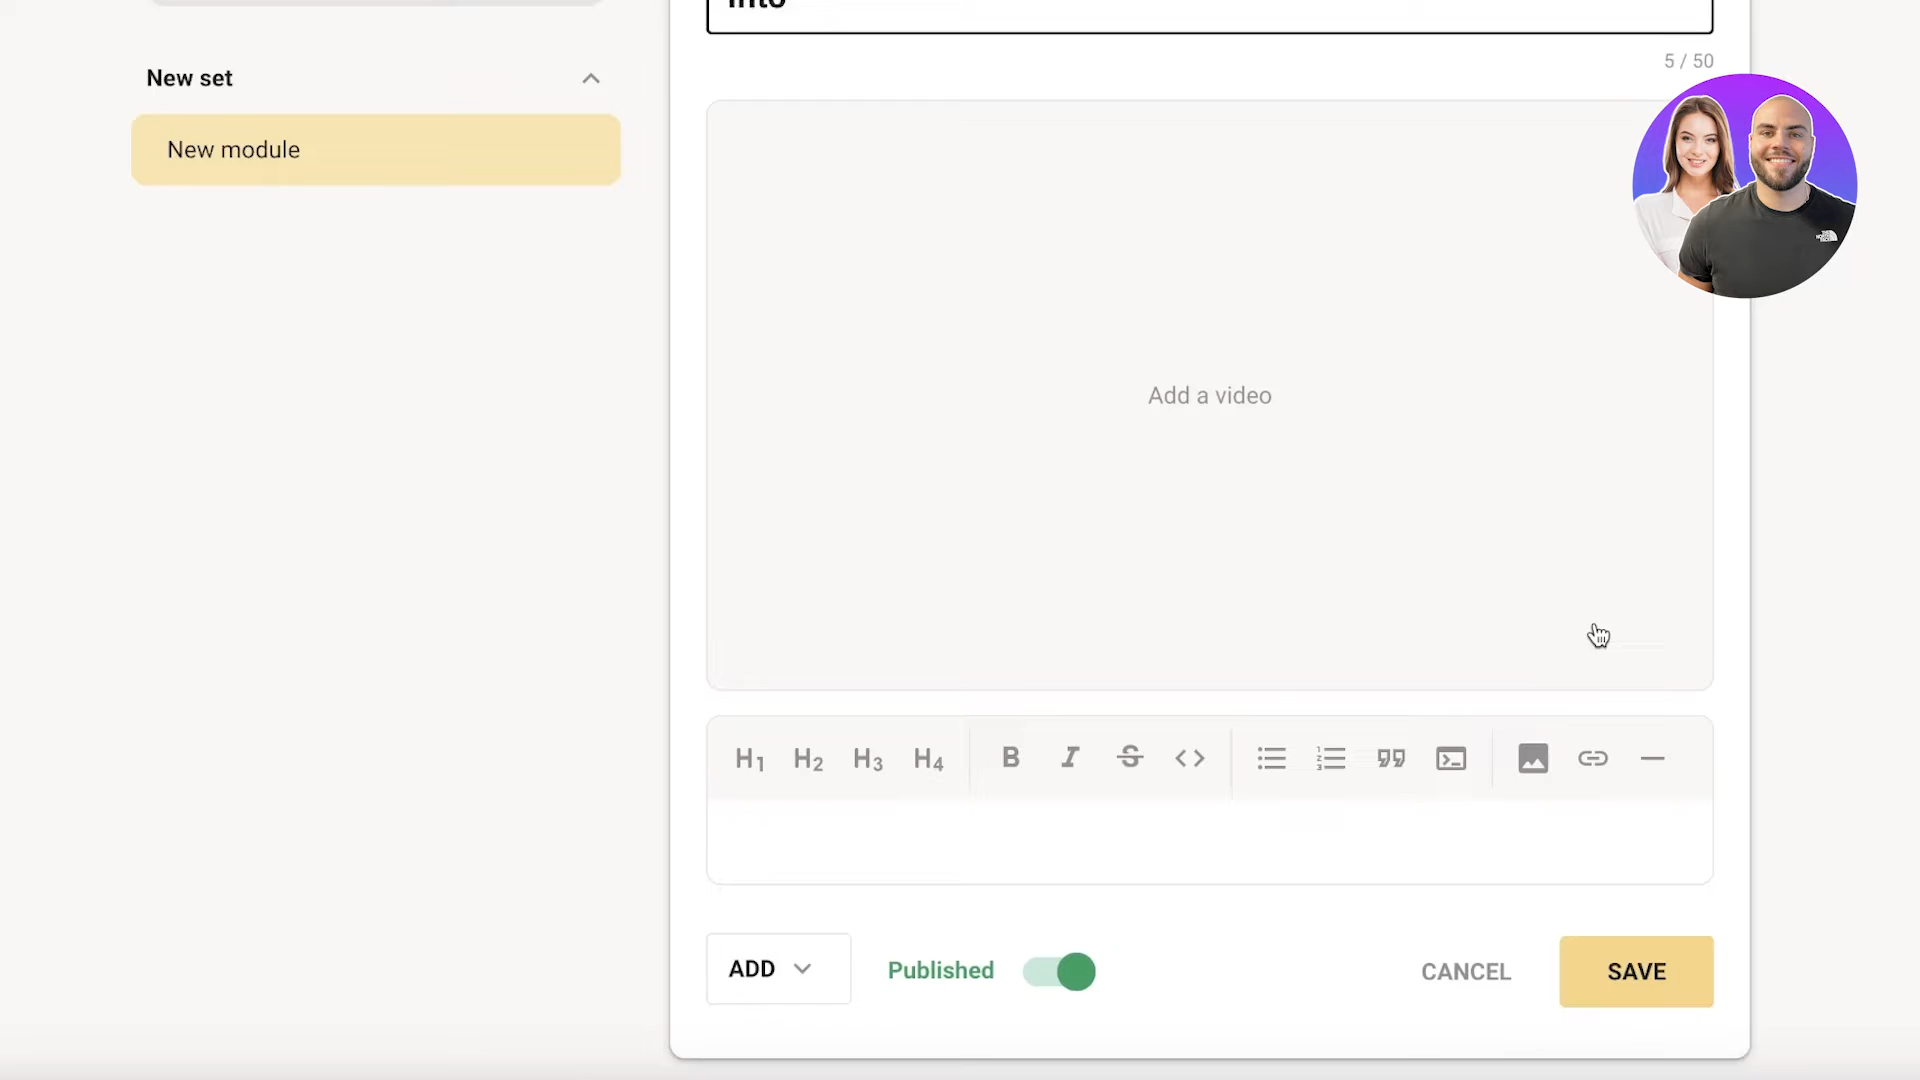 5 / 50
New set
New module
Add a video
H1 H2 H3 H4 B I S <>
ADD
Published
CANCEL
SAVE